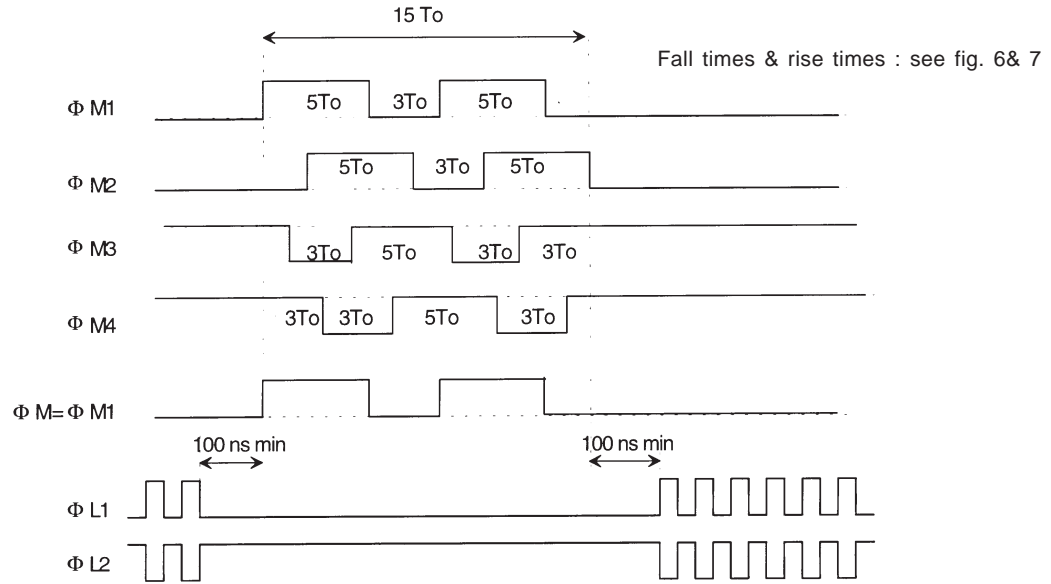 15 To
Fall times & rise times : see fig. 6& 7
Φ M1 5To 3To 5To
Φ M2 5To 3To 5To
Φ M3 3To 5To 3To 3To
Φ M4 3To 3To 5To 3To
Φ M=Φ M1
100 ns min 100 ns min
Φ L1
Φ L2